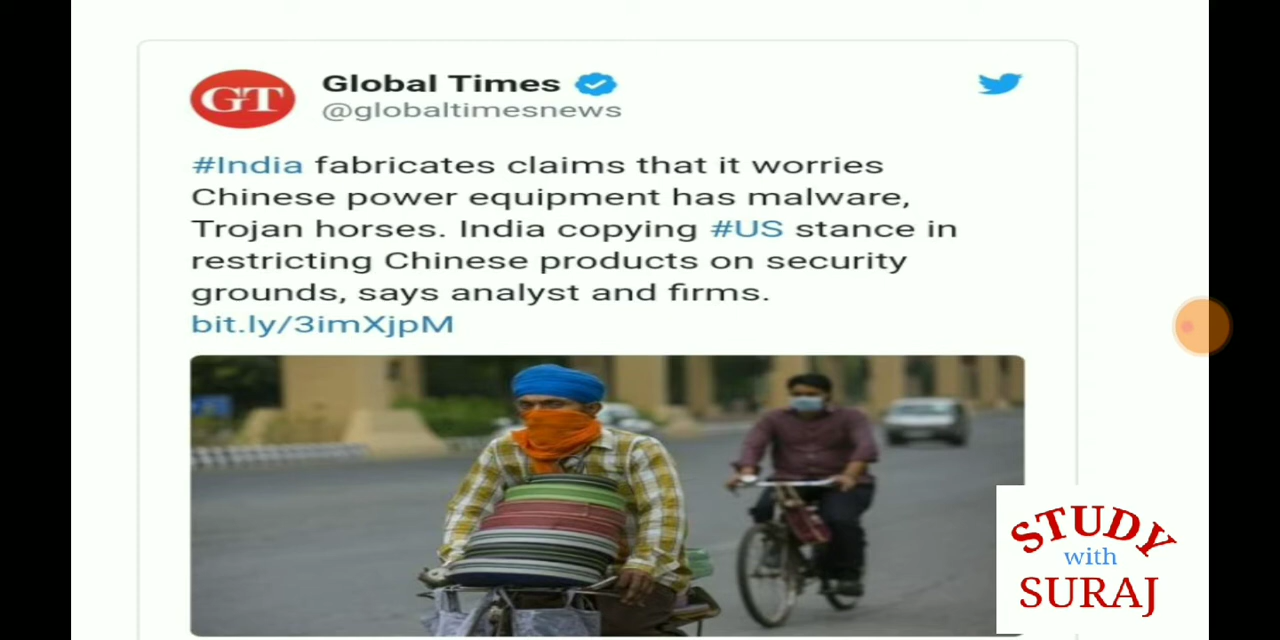 GT
Global Times
@globaltimesnews
#India fabricates claims that it worries
Chinese power equipment has malware,
Trojan horses. India copying #US stance in
restricting Chinese products on security
grounds, says analyst and firms.
bit.ly/3imXjpM
STUDY
with
SURAJ